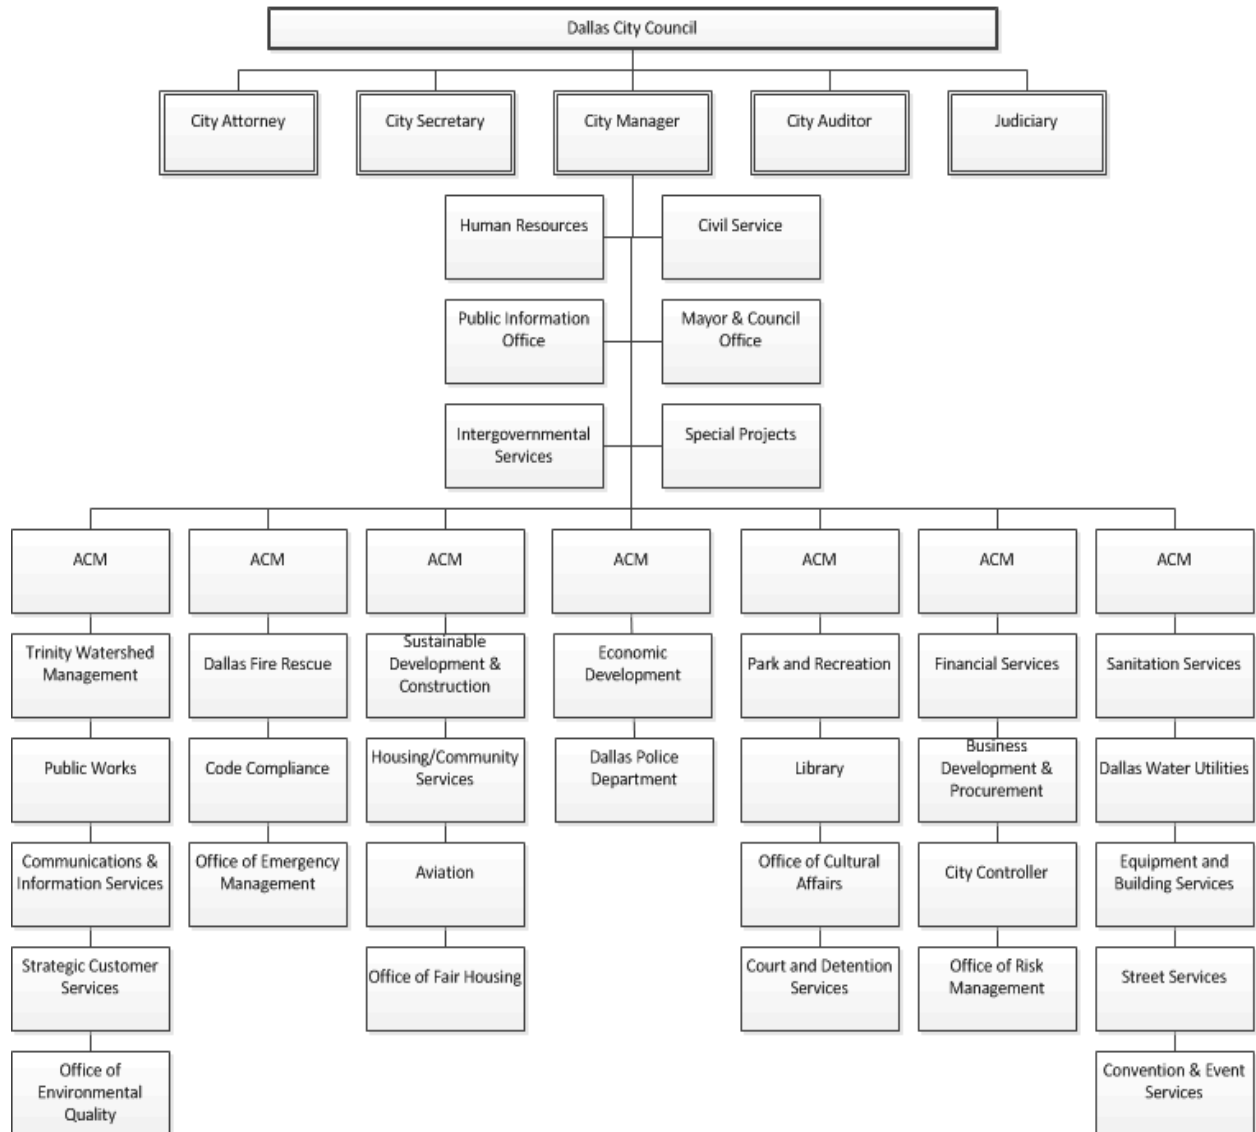 Dallas City Council
City Attorney
City Secretary
City Manager
City Auditor
Judiciary
Human Resources
Civil Service
Public Information
Office
Mayor & Council
Office
Intergovernmental
Services
Special Projects
ACM
ACM
ACM
ACM
ACM
ACM
ACM
Trinity Watershed
Management
Dallas Fire Rescue
Sustainable
Development &
Construction
Economic
Development
Park and Recreation
Financial Services
Sanitation Services
Public Works
Code Compliance
Housing/Community
Services
Dallas Police
Department
Library
Business
Development &
Procurement
Dallas Water Utilities
Communications &
Information Services
Office of Emergency
Management
Aviation
Office of Cultural
Affairs
City Controller
Equipment and
Building Services
Strategic Customer
Services
Office of Fair Housing
Court and Detention
Services
Office of Risk
Management
Street Services
Office of
Environmental
Quality
Convention & Event
Services